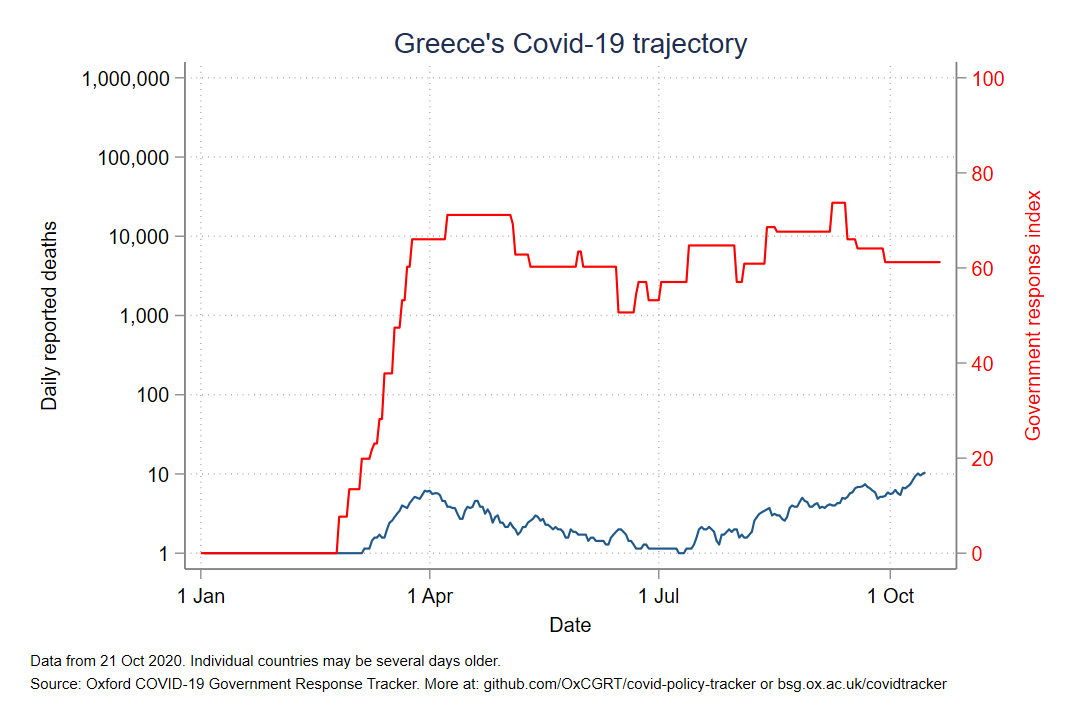 Greece's Covid-19 trajectory
1,000,000
100,000
10,000
1,000
100
10
1
Daily reported deaths
100
80
60
40
20
0
Government response index
1 Jan
1 Apr
1 Jul
1 Oct
Date
Data from 21 Oct 2020. Individual countries may be several days older.
Source: Oxford COVID-19 Government Response Tracker. More at: github.com/OxCGRT/covid-policy-tracker or bsg.ox.ac.uk/covidtracker